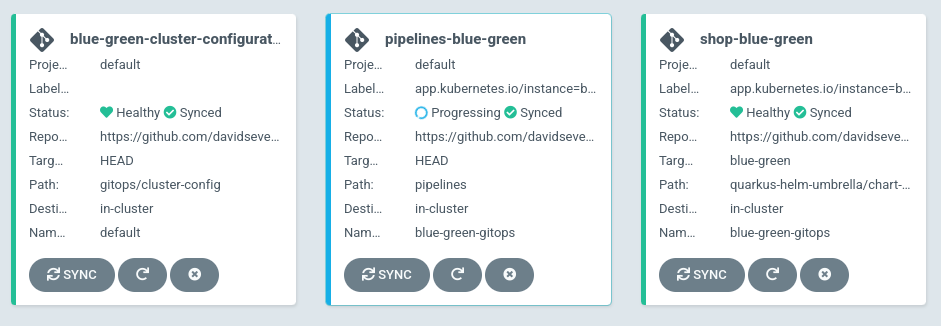 blue-green-cluster-configurat…
Proje… default
Label…
Status: Healthy Synced
Repo… https://github.com/davidseve…
Targ… HEAD
Path: gitops/cluster-config
Desti… in-cluster
Nam… default
SYNC
pipelines-blue-green
Proje… default
Label… app.kubernetes.io/instance=b…
Status: Progressing Synced
Repo… https://github.com/davidseve…
Targ… HEAD
Path: pipelines
Desti… in-cluster
Nam… blue-green-gitops
SYNC
shop-blue-green
Proje… default
Label… app.kubernetes.io/instance=b…
Status: Healthy Synced
Repo… https://github.com/davidseve…
Targ… blue-green
Path: quarkus-helm-umbrella/chart-…
Desti… in-cluster
Nam… blue-green-gitops
SYNC